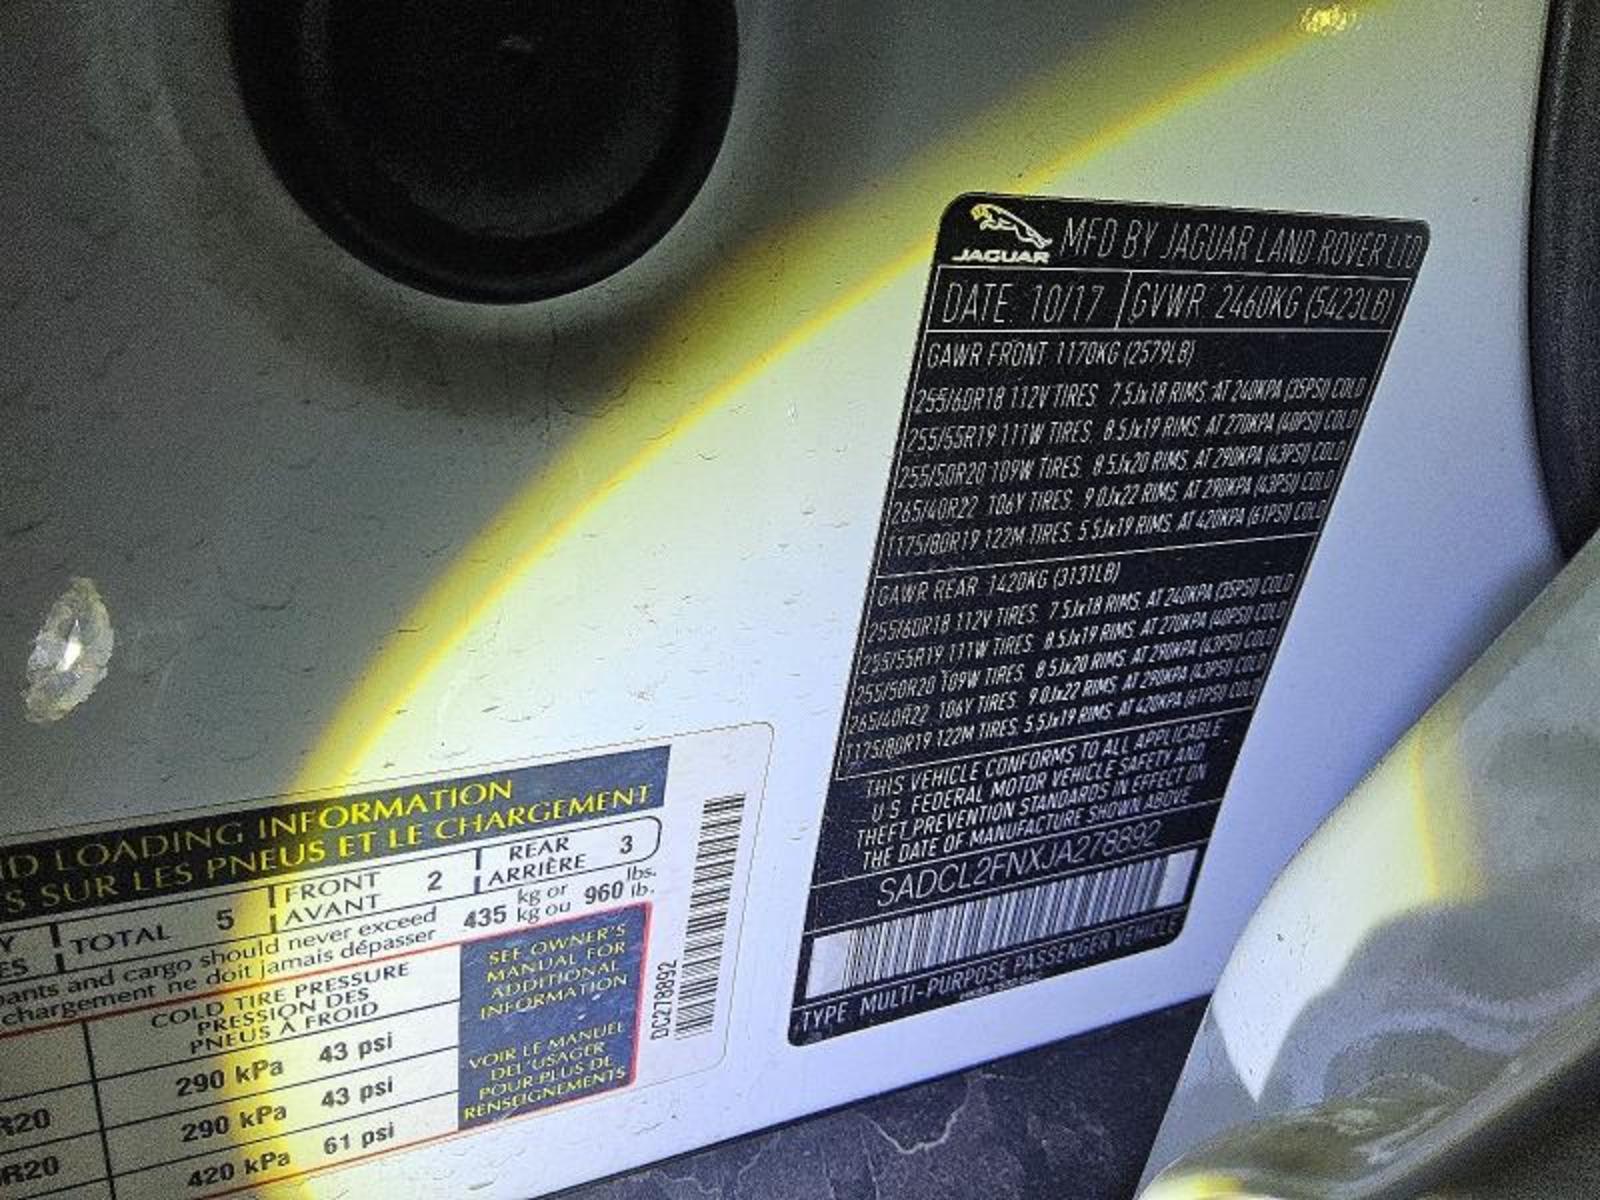 JAGUAR MFD BY JAGUAR LAND ROVER LTD
DATE: 10/17 GVWR: 2460KG (5423LB)
GAWR FRONT 1170KG (2579LB)
255/60R18 112V TIRES. 7.5Jx18 RIMS. AT 240KPA (35PSI) COLD
255/55R19 111W TIRES. 8.5Jx19 RIMS. AT 270KPA (40PSI) COLD
255/50R20 109W TIRES. 8.5Jx20 RIMS. AT 290KPA (43PSI) COLD
265/40R22 106Y TIRES. 9.0Jx22 RIMS. AT 290KPA (43PSI) COLD
T175/80R19 122M TIRES. 5.5Jx19 RIMS. AT 420KPA (61PSI) COLD
GAWR REAR 1420KG (3131LB)
255/60R18 112V TIRES. 7.5Jx18 RIMS. AT 240KPA (35PSI) COLD
255/55R19 111W TIRES. 8.5Jx19 RIMS. AT 270KPA (40PSI) COLD
255/50R20 109W TIRES. 8.5Jx20 RIMS. AT 290KPA (43PSI) COLD
265/40R22 106Y TIRES. 9.0Jx22 RIMS. AT 290KPA (43PSI) COLD
T175/80R19 122M TIRES. 5.5Jx19 RIMS. AT 420KPA (61PSI) COLD
THIS VEHICLE CONFORMS TO ALL APPLICABLE
U.S. FEDERAL MOTOR VEHICLE SAFETY AND
THEFT PREVENTION STANDARDS IN EFFECT ON
THE DATE OF MANUFACTURE SHOWN ABOVE
SADCL2FNXJA278892
TYPE: MULTI-PURPOSE PASSENGER VEHICLE
ND LOADING INFORMATION
S SUR LES PNEUS ET LE CHARGEMENT
Y TOTAL 5 FRONT 2 REAR 3
ES AVANT ARRIÈRE
pants and cargo should never exceed 435 kg or 960 lbs.
chargement ne doit jamais dépasser kg ou lb.
COLD TIRE PRESSURE
PRESSION DES
PNEUS À FROID
290 kPa 43 psi
R20 290 kPa 43 psi
R20 420 kPa 61 psi
SEE OWNER'S
MANUAL FOR
ADDITIONAL
INFORMATION
VOIR LE MANUEL
DEL'USAGER
POUR PLUS DE
RENSEIGNEMENTS
DC278892